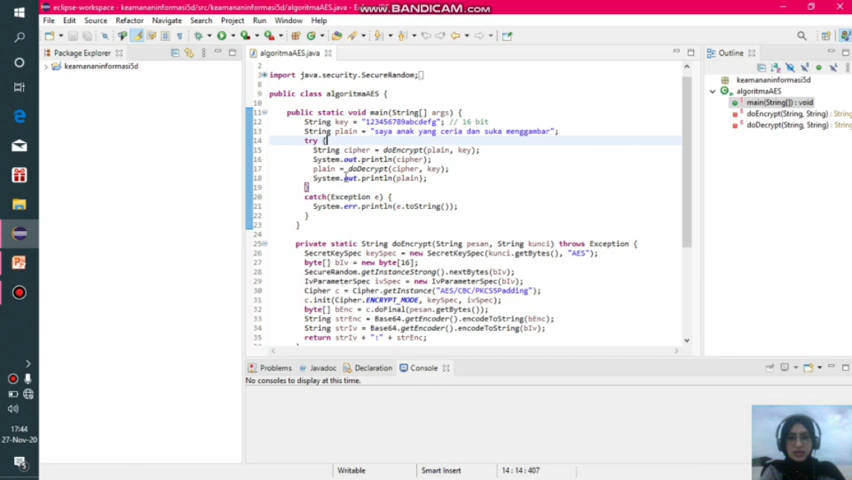 eclipse-workspace - keamananinformasi5d/src/keamananinformasi5d/algoritmaAES.java
WWW.BANDICAM.COM
File Edit Source Refactor Navigate Search Project Run Window Help
Package Explorer
keamananinformasi5d
algoritmaAES.java
2
3 import java.security.SecureRandom;
8
9 public class algoritmaAES {
10
11 public static void main(String[] args) {
12 String key = "123456789abcdefg"; // 16 bit
13 String plain = "saya anak yang ceria dan suka menggambar";
14 try {
15 String cipher = doEncrypt(plain, key);
16 System.out.println(cipher);
17 plain = doDecrypt(cipher, key);
18 System.out.println(plain);
19 }
20 catch(Exception e) {
21 System.err.println(e.toString());
22 }
23 }
24
25 private static String doEncrypt(String pesan, String kunci) throws Exception {
26 SecretKeySpec keySpec = new SecretKeySpec(kunci.getBytes(), "AES");
27 byte[] bIv = new byte[16];
28 SecureRandom.getInstanceStrong().nextBytes(bIv);
29 IvParameterSpec ivSpec = new IvParameterSpec(bIv);
30 Cipher c = Cipher.getInstance("AES/CBC/PKCS5Padding");
31 c.init(Cipher.ENCRYPT_MODE, keySpec, ivSpec);
32 byte[] bEnc = c.doFinal(pesan.getBytes());
33 String strEnc = Base64.getEncoder().encodeToString(bEnc);
34 String strIv = Base64.getEncoder().encodeToString(bIv);
35 return strIv + ":" + strEnc;
Outline
keamananinformasi5d
algoritmaAES
main(String[]) : void
doEncrypt(String, String)
doDecrypt(String, String)
Problems Javadoc Declaration Console
No consoles to display at this time.
Writable Smart Insert 14 : 14 : 407
17:44
27-Nov-20